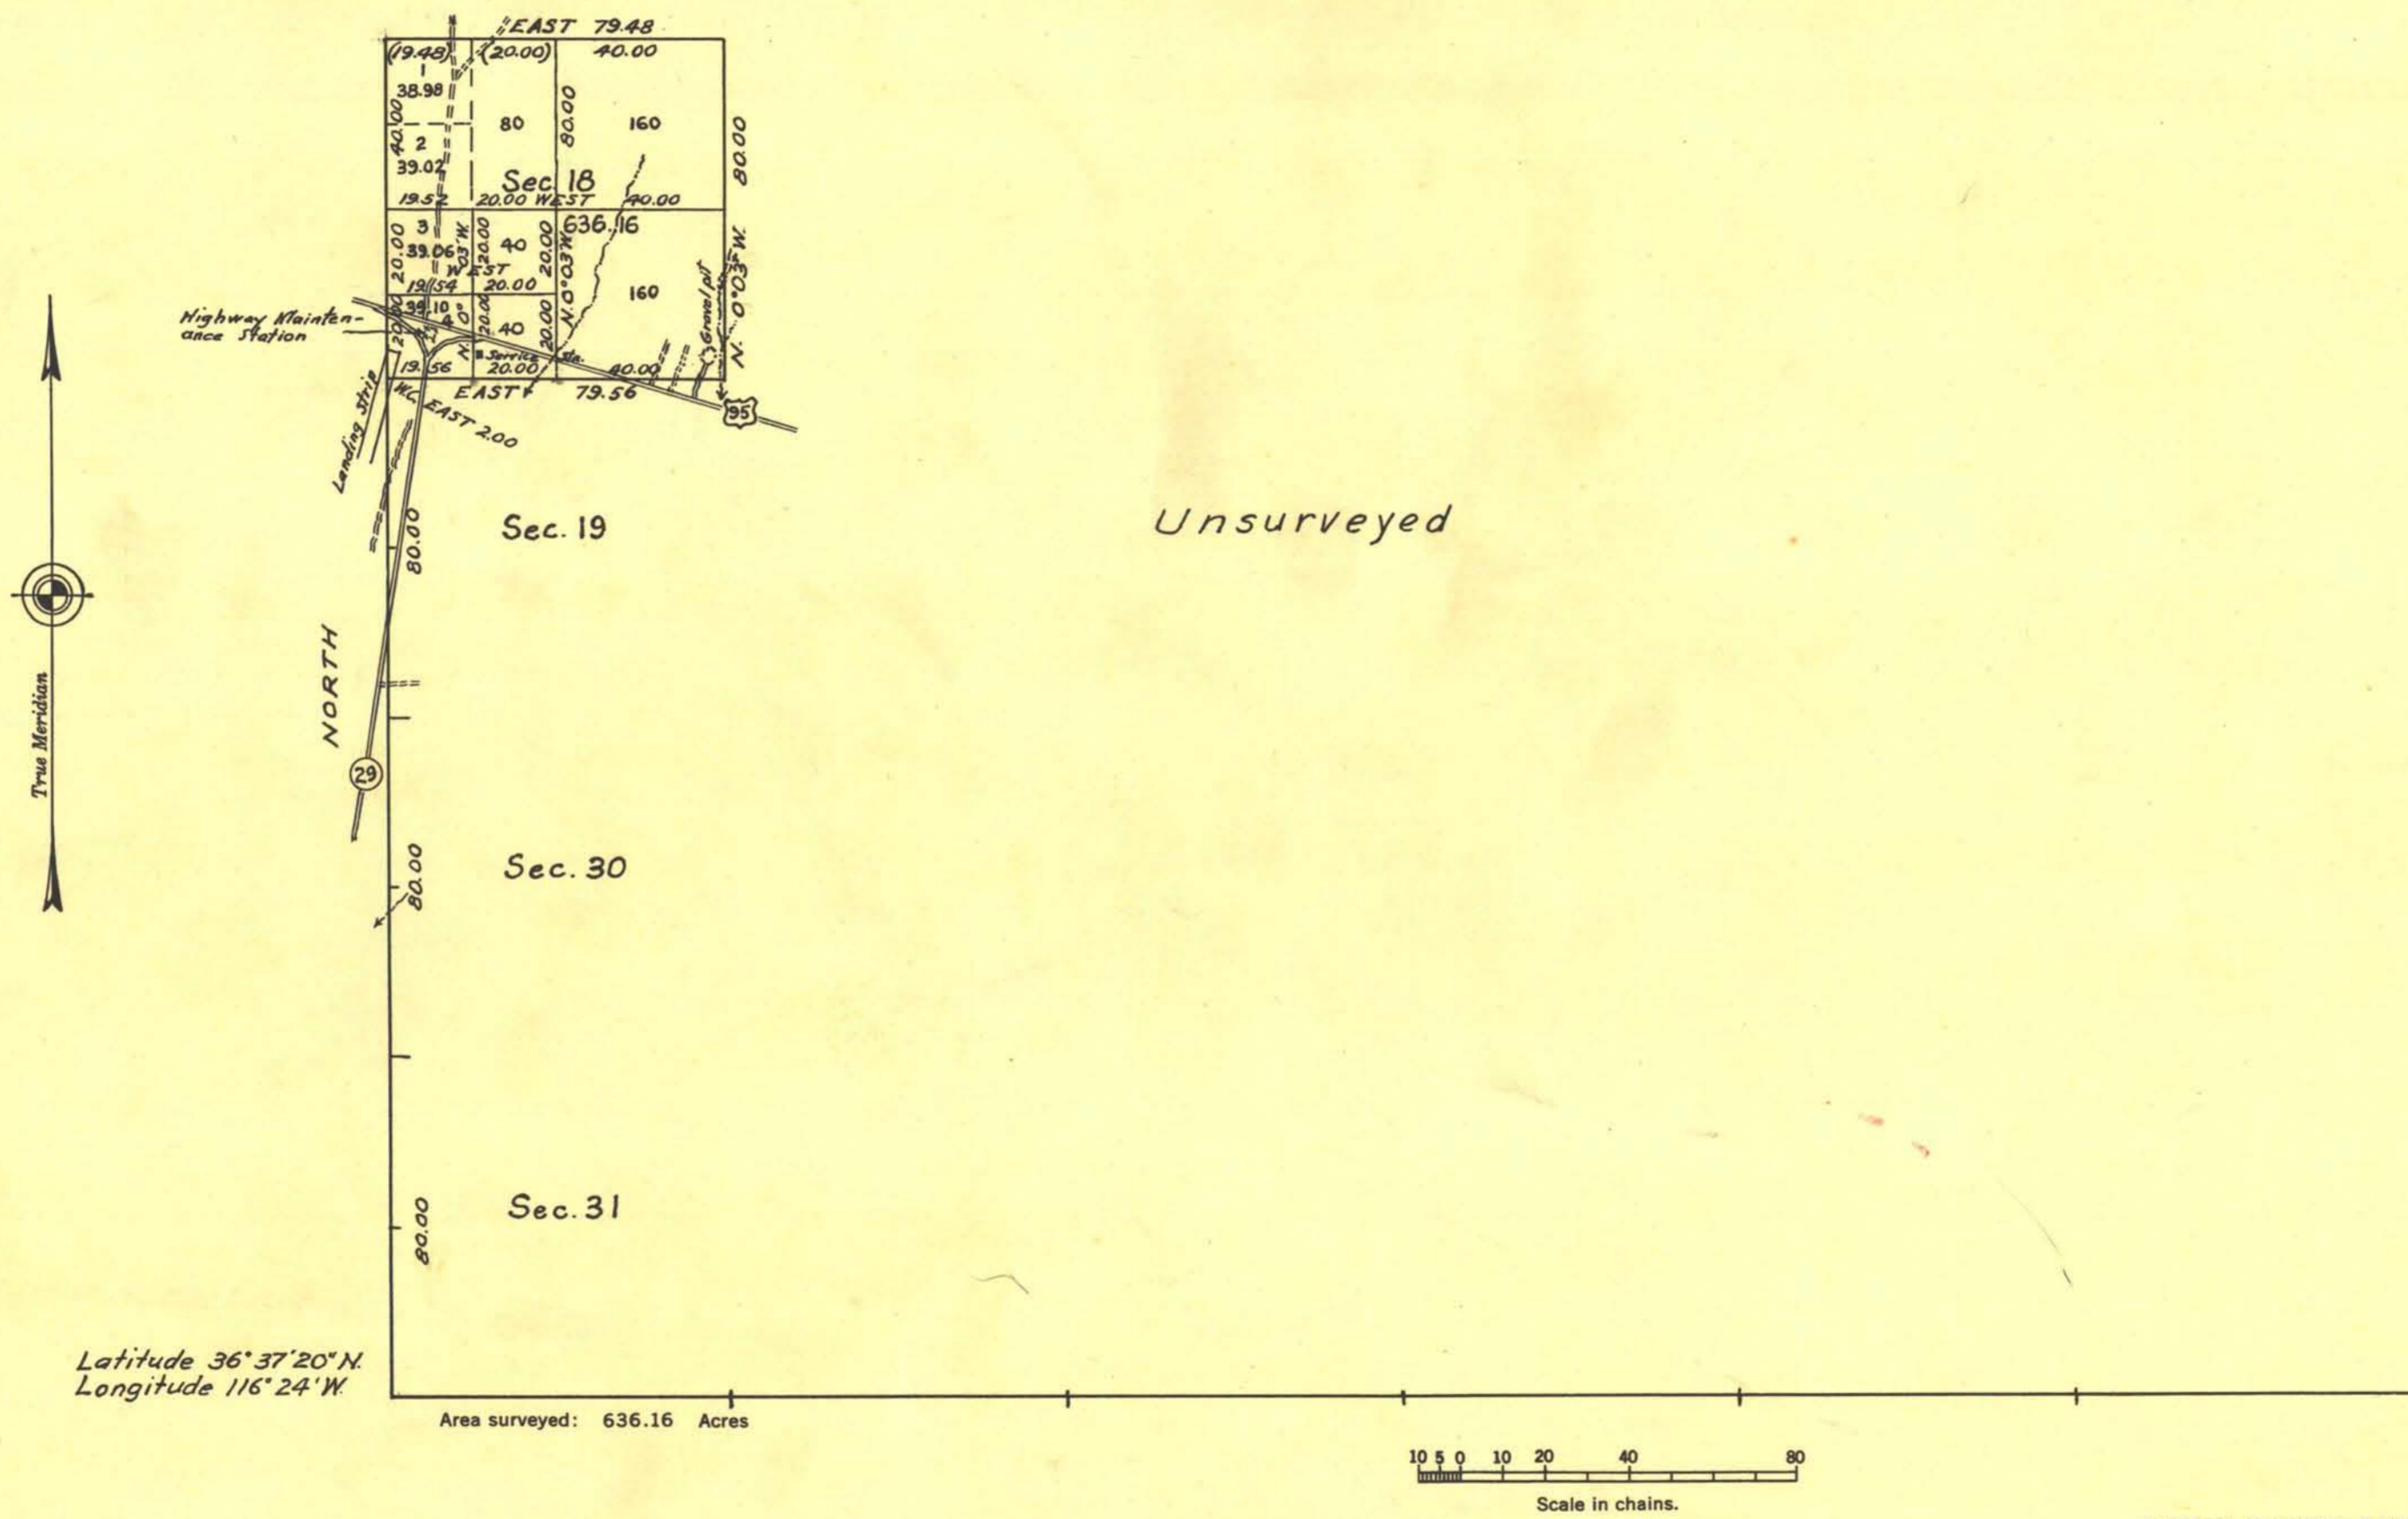 EAST 79.48
(19.48) (20.00) 40.00
1
38.98
40.00
80.00
80 160
80.00
2
39.02
Sec. 18
19.52 20.00 WEST 40.00
636.16
3
39.06
20.00
03'W.
20.00
40
20.00
N.0°03'W.
WEST
19.54 20.00
160
Gravel pit
N. 0°03'W.
Highway Mainten-
ance Station
20.00
39.10
4
N. 0°
20.00
40
20.00
Service Sta.
19.56 20.00 40.00
EAST 79.56
W.C. EAST 2.00
95
Landing Strip
80.00
Sec. 19
Unsurveyed
NORTH
True Meridian
29
80.00
Sec. 30
80.00
Sec. 31
Latitude 36°37'20"N.
Longitude 116°24'W.
Area surveyed: 636.16 Acres
10 5 0 10 20 40 80
Scale in chains.